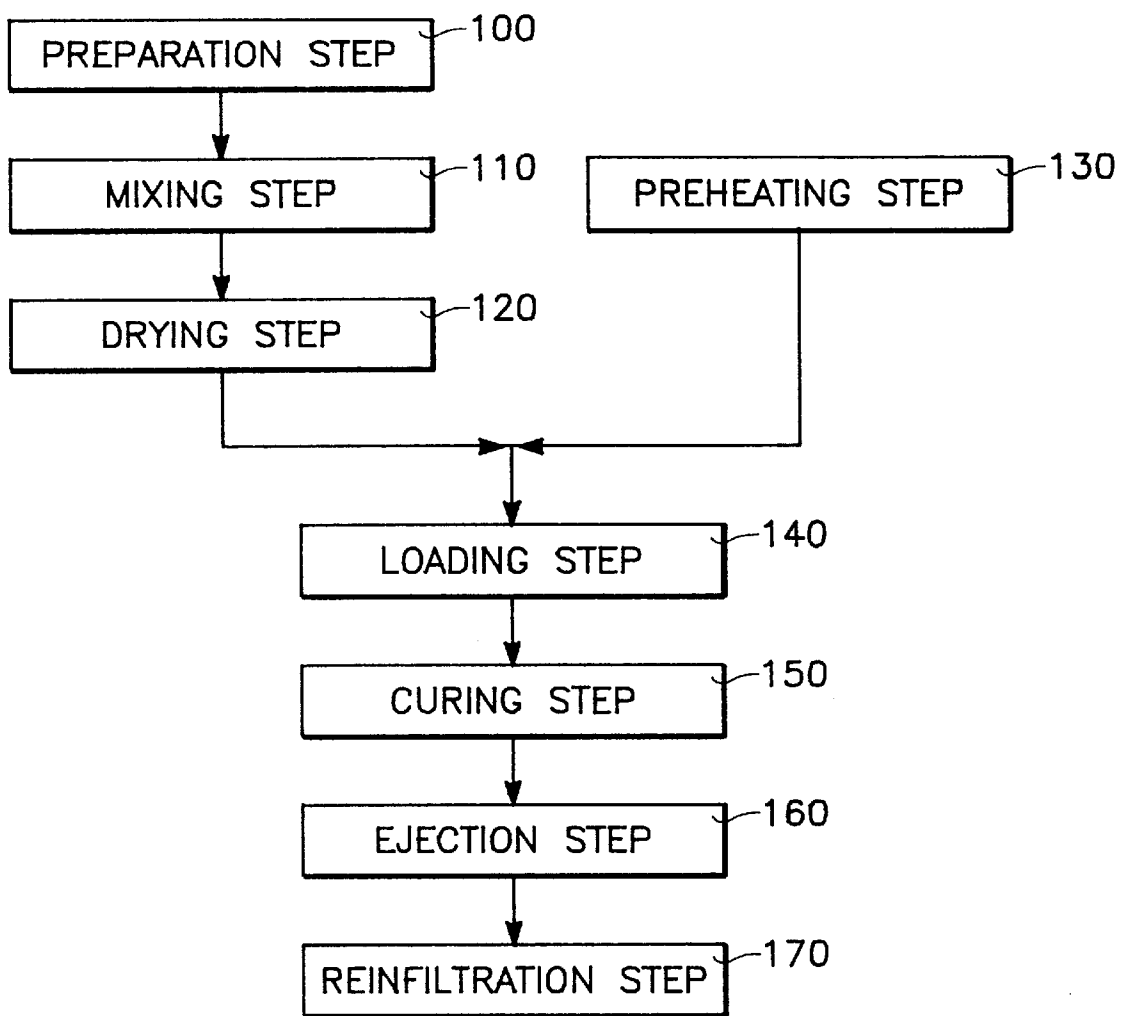 PREPARATION STEP 100
MIXING STEP 110
PREHEATING STEP 130
DRYING STEP 120
LOADING STEP 140
CURING STEP 150
EJECTION STEP 160
REINFILTRATION STEP 170